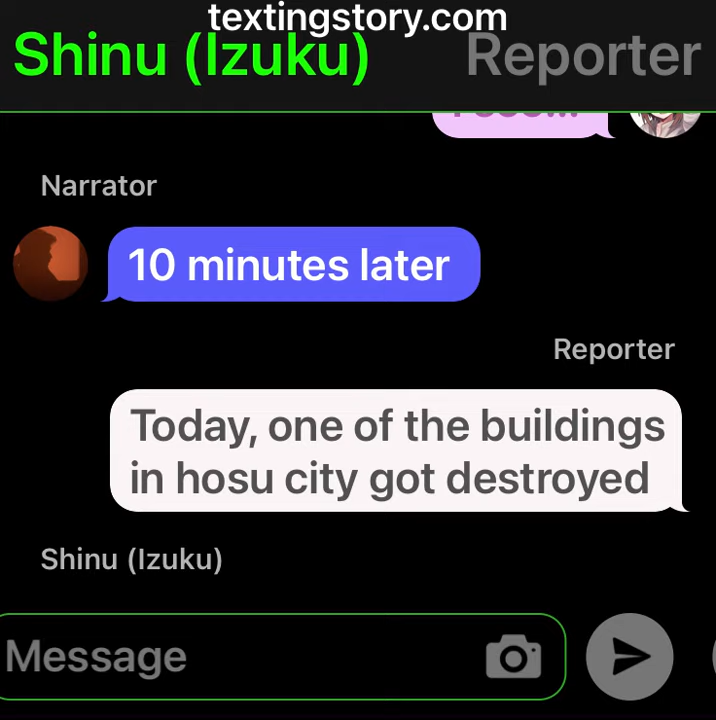 textingstory.com
Shinu (Izuku) Reporter
Narrator
10 minutes later
Reporter
Today, one of the buildings
in hosu city got destroyed
Shinu (Izuku)
Message